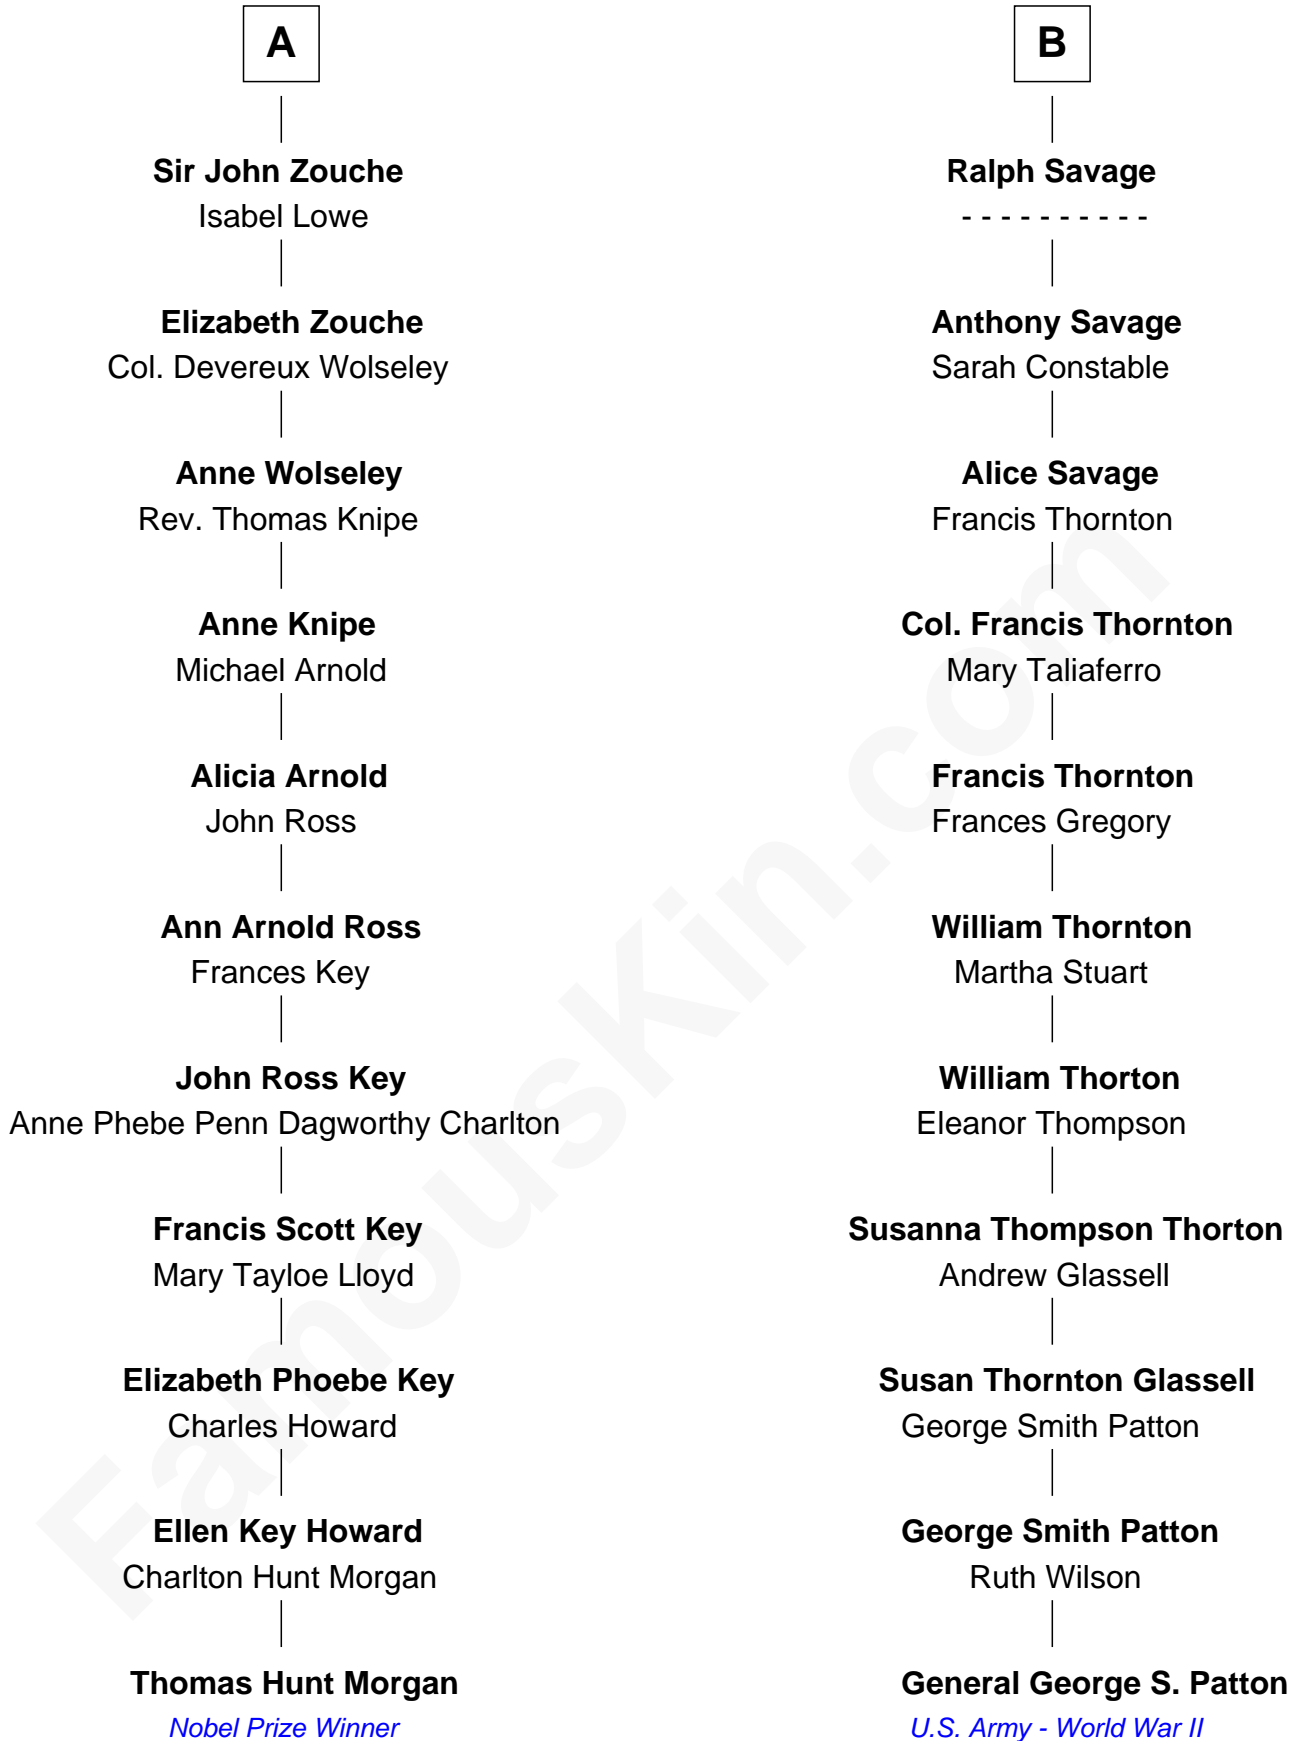 A
Sir John Zouche
Isabel Lowe
Elizabeth Zouche
Col. Devereux Wolseley
Anne Wolseley
Rev. Thomas Knipe
Anne Knipe
Michael Arnold
Alicia Arnold
John Ross
Ann Arnold Ross
Frances Key
John Ross Key
Anne Phebe Penn Dagworthy Charlton
Francis Scott Key
Mary Tayloe Lloyd
Elizabeth Phoebe Key
Charles Howard
Ellen Key Howard
Charlton Hunt Morgan
Thomas Hunt Morgan
Nobel Prize Winner
B
Ralph Savage
- - - - - - - - - -
Anthony Savage
Sarah Constable
Alice Savage
Francis Thornton
Col. Francis Thornton
Mary Taliaferro
Francis Thornton
Frances Gregory
William Thornton
Martha Stuart
William Thorton
Eleanor Thompson
Susanna Thompson Thorton
Andrew Glassell
Susan Thornton Glassell
George Smith Patton
George Smith Patton
Ruth Wilson
General George S. Patton
U.S. Army - World War II
FamousKin.com